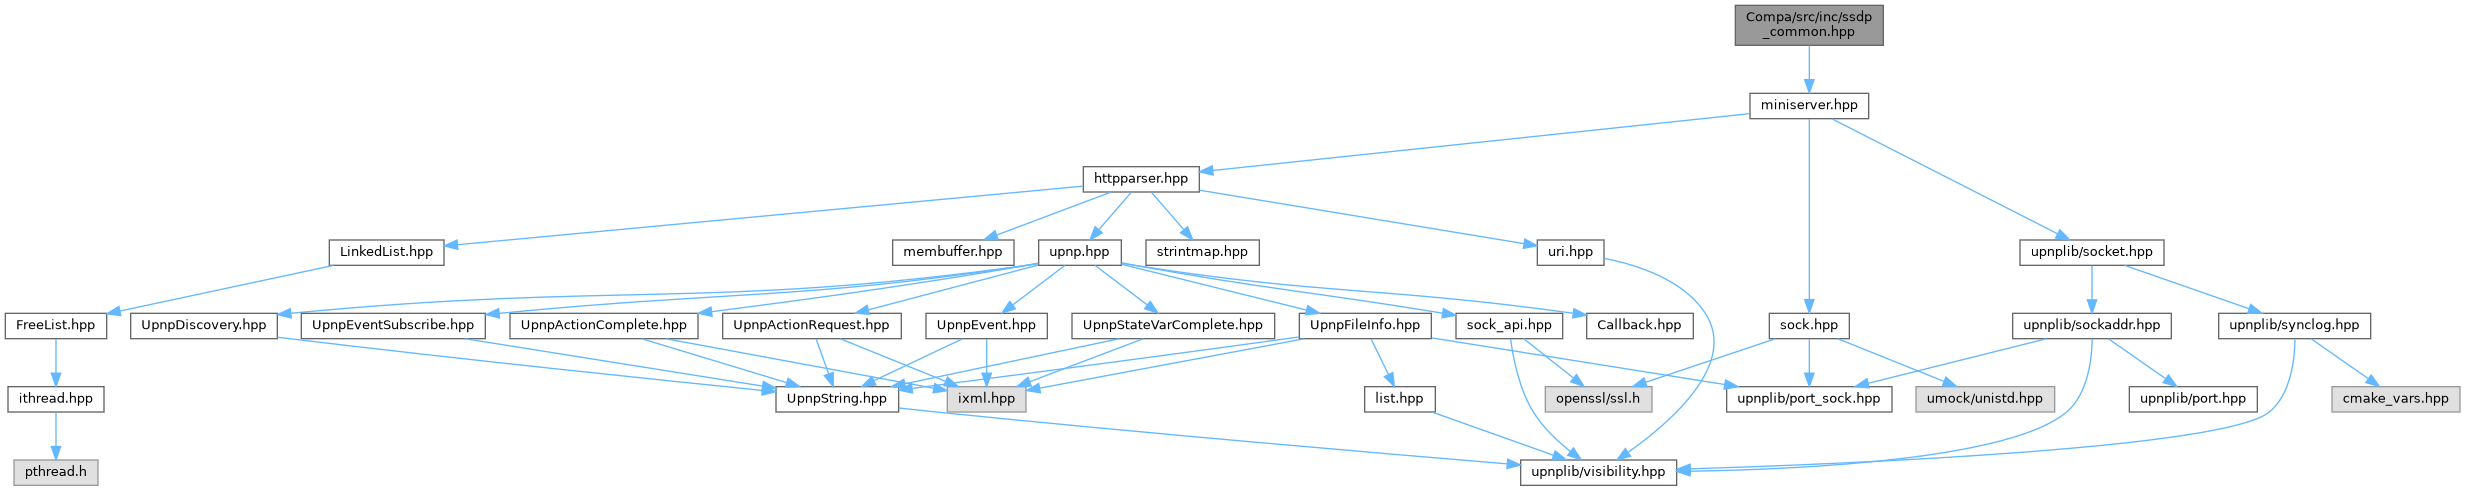 Compa/src/inc/ssdp
_common.hpp
miniserver.hpp
httpparser.hpp
LinkedList.hpp
membuffer.hpp
upnp.hpp
strintmap.hpp
uri.hpp
upnplib/socket.hpp
FreeList.hpp
UpnpDiscovery.hpp
UpnpEventSubscribe.hpp
UpnpActionComplete.hpp
UpnpActionRequest.hpp
UpnpEvent.hpp
UpnpStateVarComplete.hpp
UpnpFileInfo.hpp
sock_api.hpp
Callback.hpp
sock.hpp
upnplib/sockaddr.hpp
upnplib/synclog.hpp
ithread.hpp
UpnpString.hpp
ixml.hpp
list.hpp
openssl/ssl.h
upnplib/port_sock.hpp
umock/unistd.hpp
upnplib/port.hpp
cmake_vars.hpp
pthread.h
upnplib/visibility.hpp